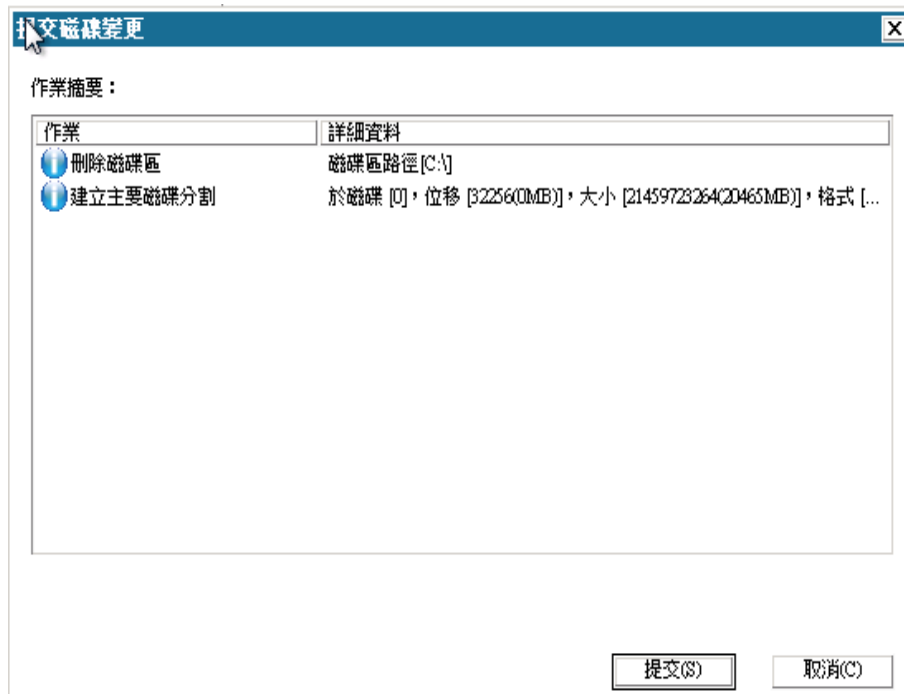 提交磁碟變更
作業摘要：
作業 詳細資料
刪除磁碟區 磁碟區路徑[C:\]
建立主要磁碟分割 於磁碟 [0]，位移 [32256(0MB)]，大小 [21459723264(20465MB)]，格式 [...
提交(S) 取消(C)